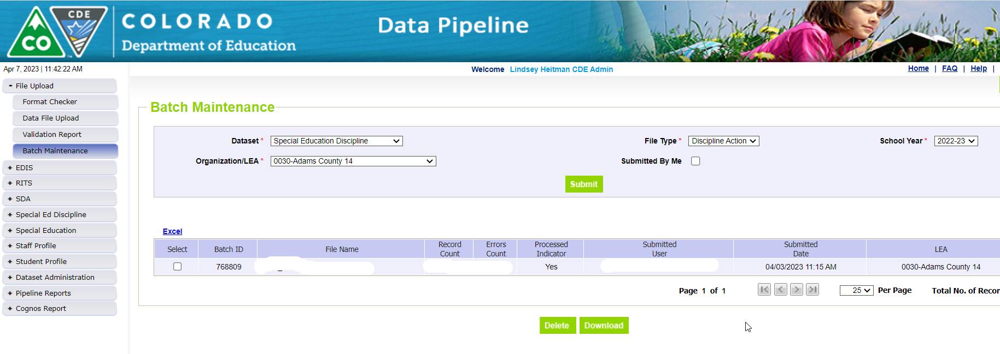 CO
CDE
COLORADO
Department of Education
Data Pipeline
Apr 7, 2023 | 11:42:22 AM
Welcome Lindsey Heitman CDE Admin
Home | FAQ | Help |
- File Upload
Format Checker
Data File Upload
Validation Report
Batch Maintenance
+ EDIS
+ RITS
+ SDA
+ Special Ed Discipline
+ Special Education
+ Staff Profile
+ Student Profile
+ Dataset Administration
+ Pipeline Reports
+ Cognos Report
Batch Maintenance
Dataset * Special Education Discipline File Type * Discipline Action School Year * 2022-23
Organization/LEA * 0030-Adams County 14 Submitted By Me
Submit
Excel
Select Batch ID File Name Record Count Errors Count Processed Indicator Submitted User Submitted Date LEA
768809 Yes 04/03/2023 11:15 AM 0030-Adams County 14
Page 1 of 1 25 Per Page Total No. of Recor
Delete Download